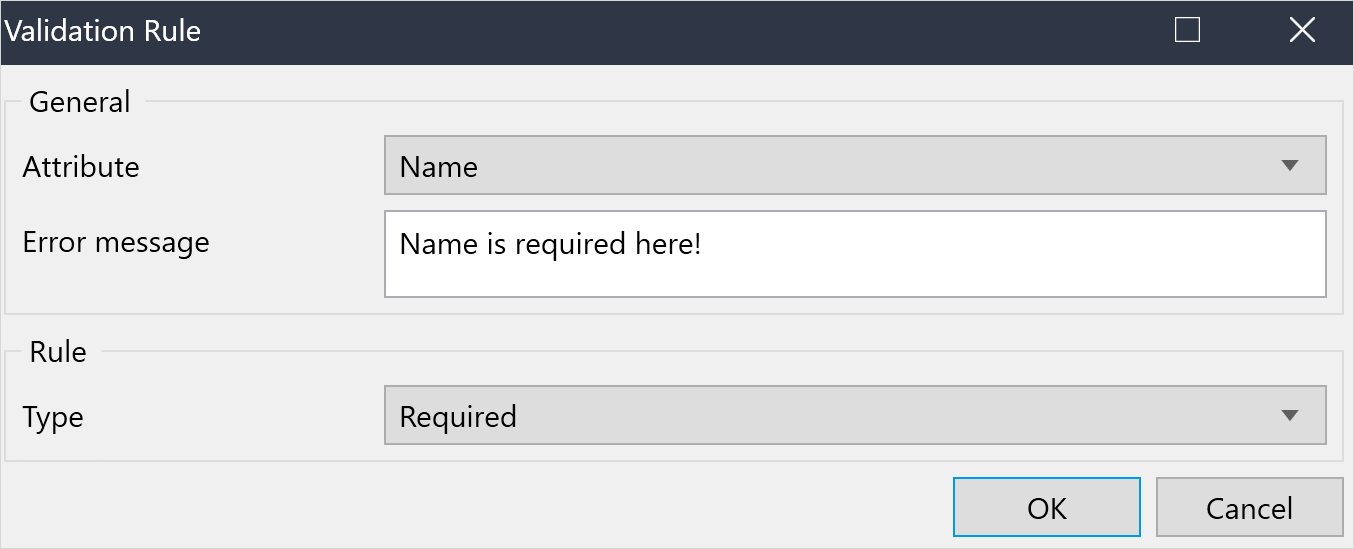 Validation Rule
General
Attribute Name
Error message Name is required here!
Rule
Type Required
OK Cancel